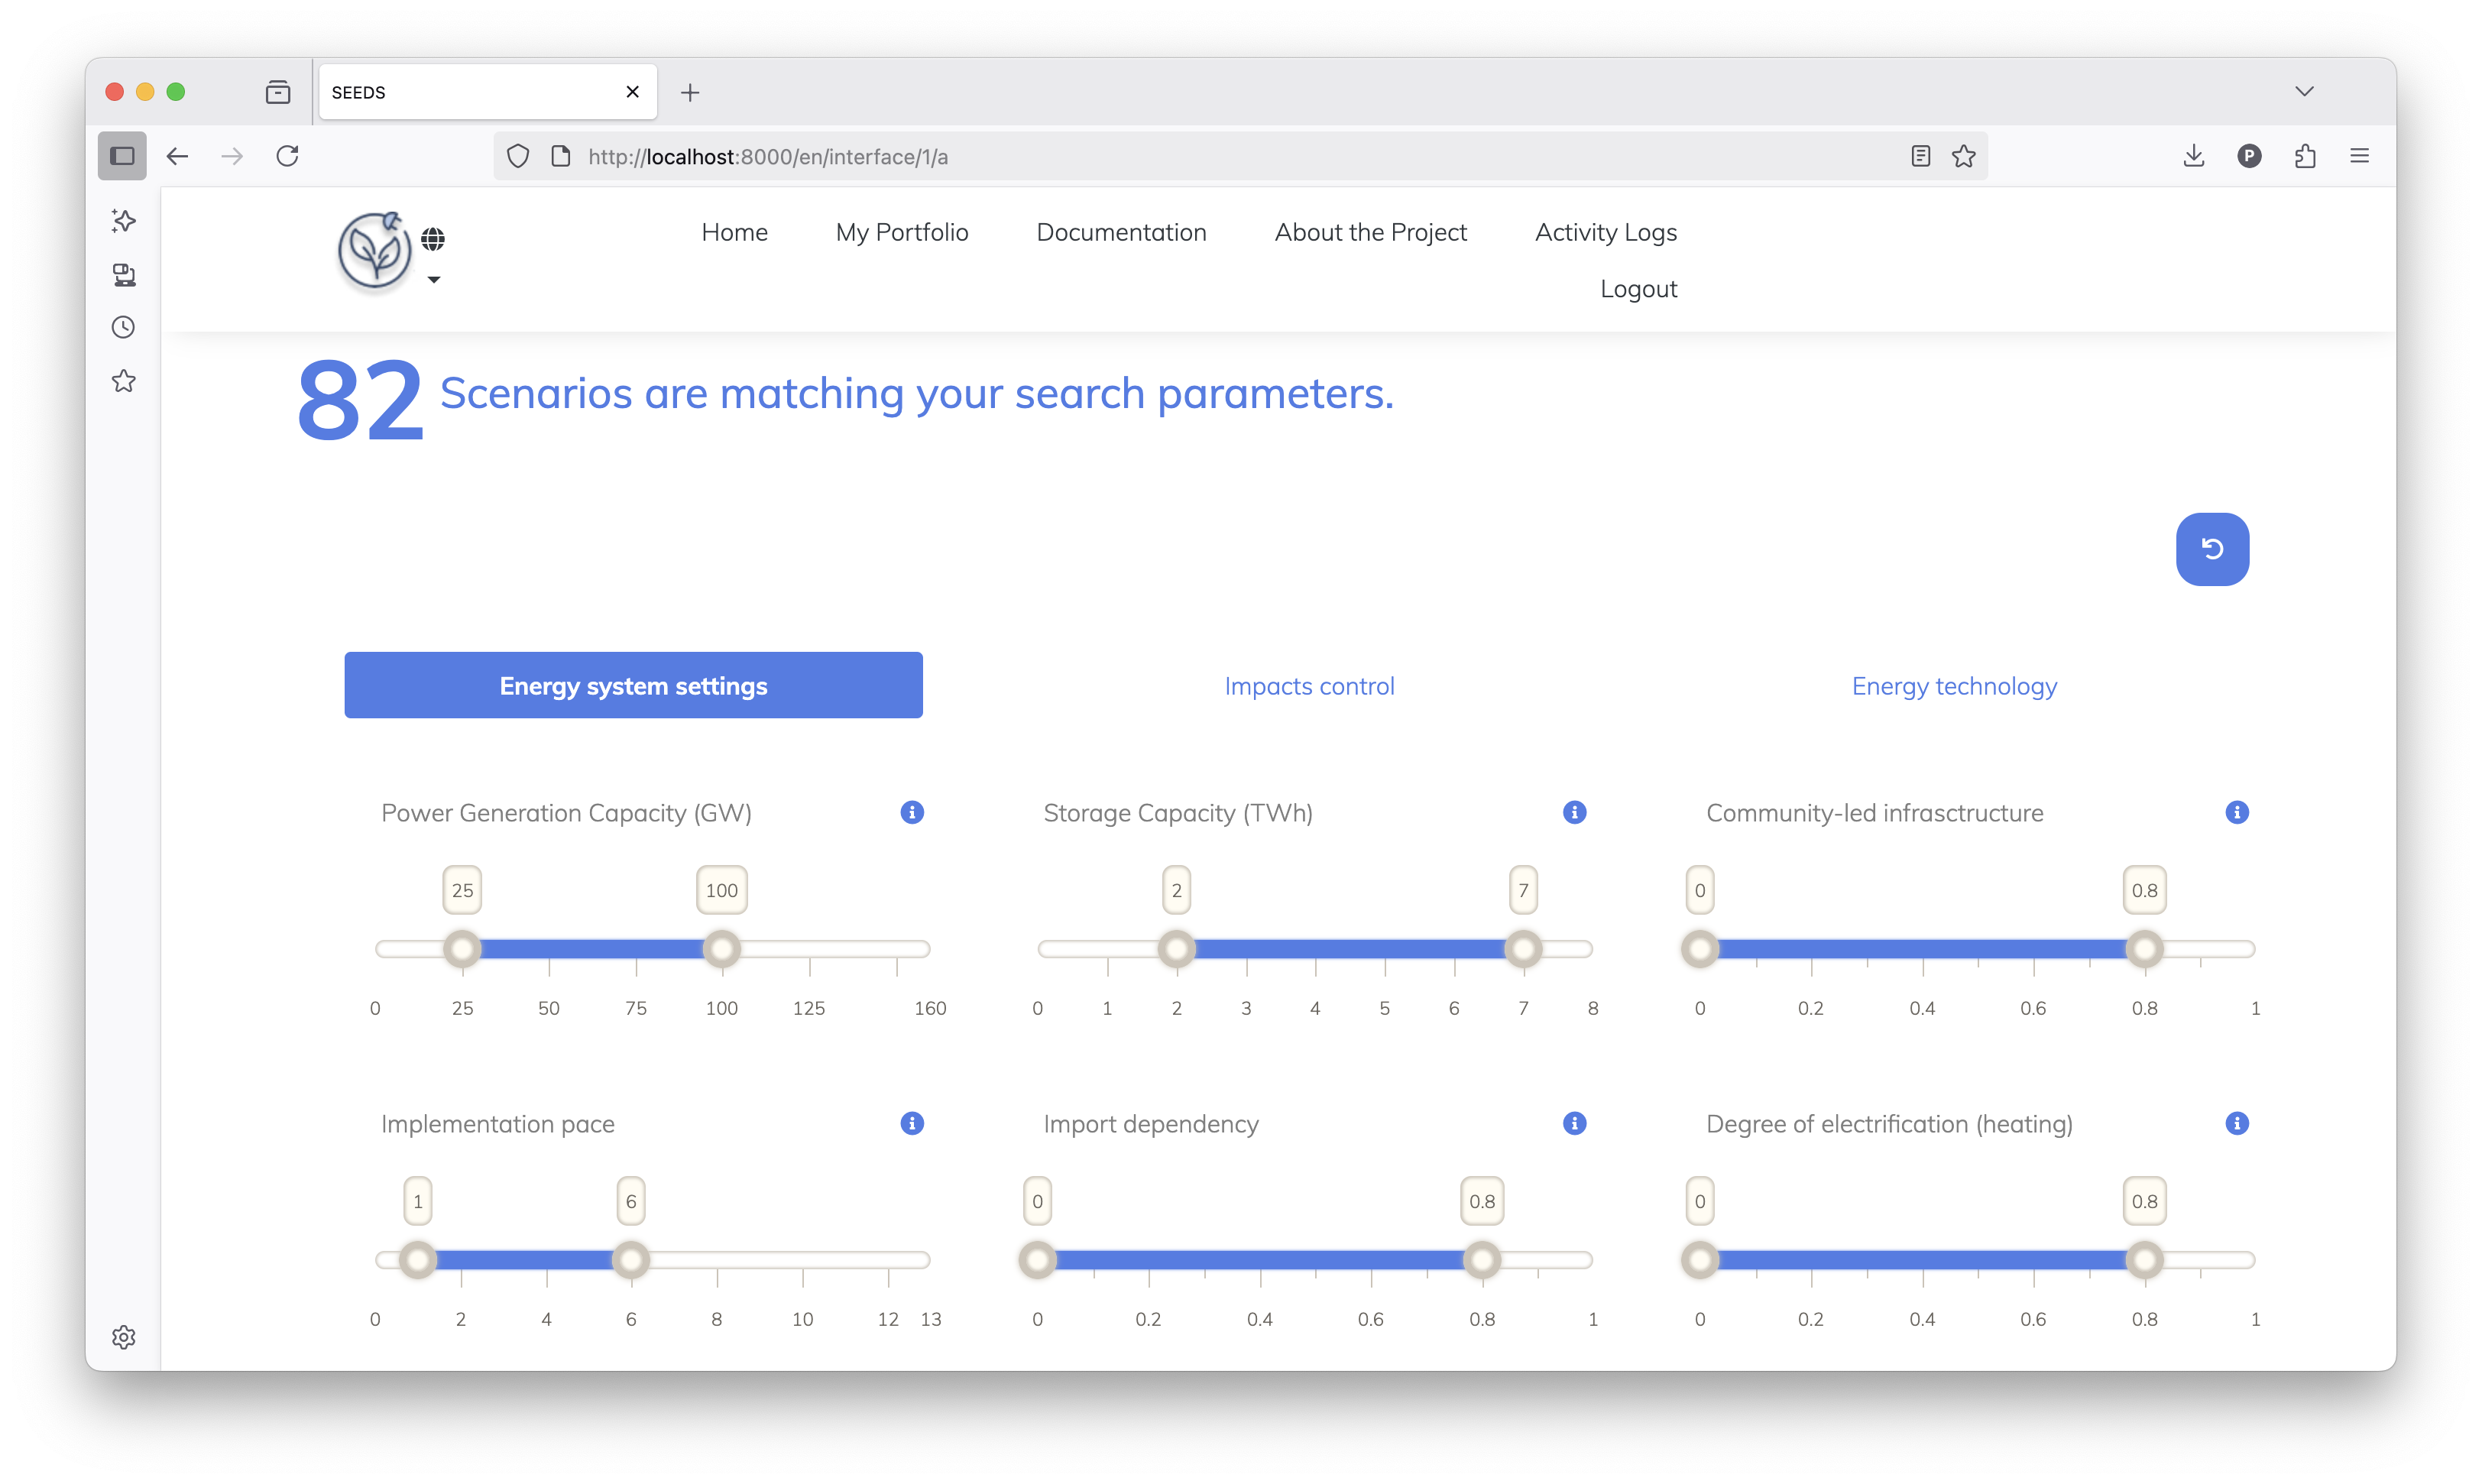 SEEDS
http://localhost:8000/en/interface/1/a
P
Home My Portfolio Documentation About the Project Activity Logs
Logout
82 Scenarios are matching your search parameters.
Energy system settings Impacts control Energy technology
Power Generation Capacity (GW) Storage Capacity (TWh) Community-led infrasctructure
25 100 2 7 0 0.8
0 25 50 75 100 125 160 0 1 2 3 4 5 6 7 8 0 0.2 0.4 0.6 0.8 1
Implementation pace Import dependency Degree of electrification (heating)
1 6 0 0.8 0 0.8
0 2 4 6 8 10 12 13 0 0.2 0.4 0.6 0.8 1 0 0.2 0.4 0.6 0.8 1